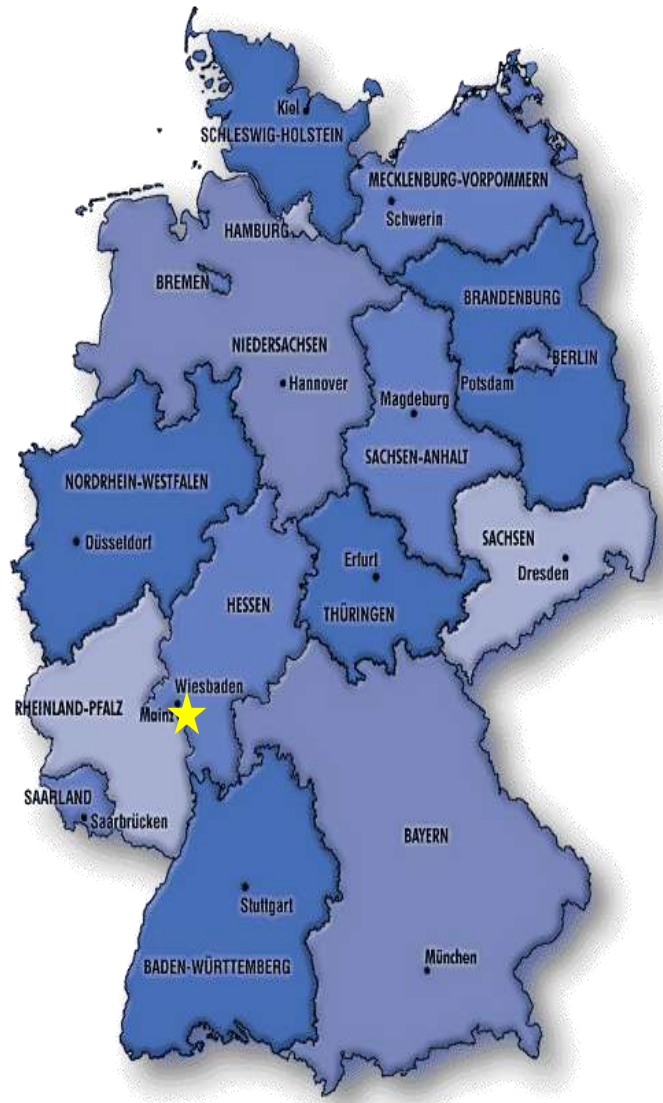 Kiel
SCHLESWIG-HOLSTEIN
MECKLENBURG-VORPOMMERN
Schwerin
HAMBURG
BREMEN
BRANDENBURG
NIEDERSACHSEN
BERLIN
Hannover
Potsdam
Magdeburg
SACHSEN-ANHALT
NORDRHEIN-WESTFALEN
Düsseldorf
SACHSEN
Erfurt
Dresden
HESSEN
THÜRINGEN
Wiesbaden
RHEINLAND-PFALZ
Mainz
SAARLAND
Saarbrücken
BAYERN
Stuttgart
München
BADEN-WÜRTTEMBERG